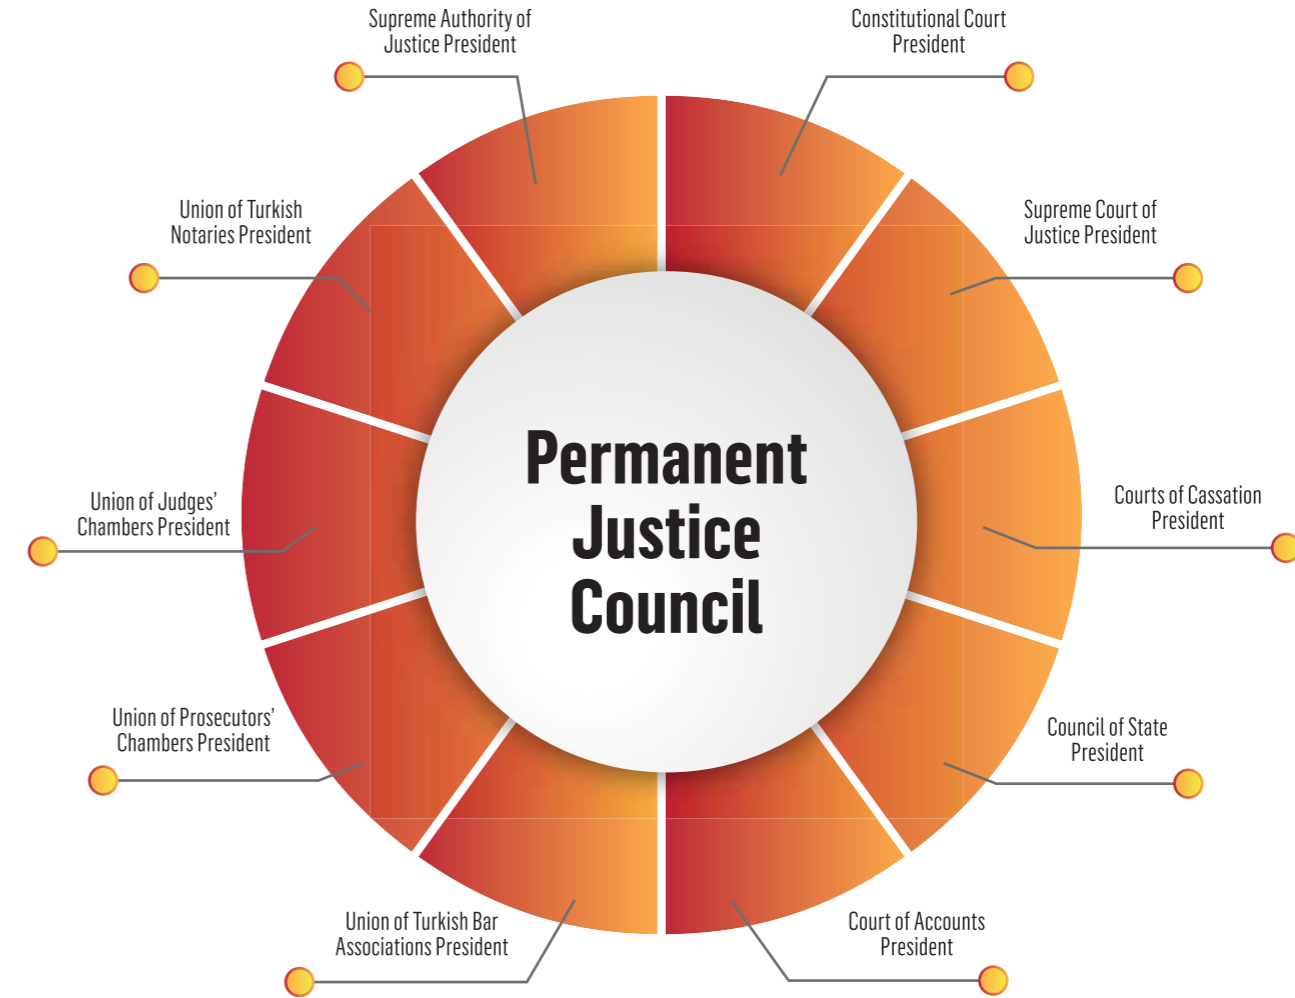 Supreme Authority of
Justice President
Constitutional Court
President
Union of Turkish
Notaries President
Supreme Court of
Justice President
Permanent
Justice
Council
Union of Judges'
Chambers President
Courts of Cassation
President
Union of Prosecutors'
Chambers President
Council of State
President
Union of Turkish Bar
Associations President
Court of Accounts
President